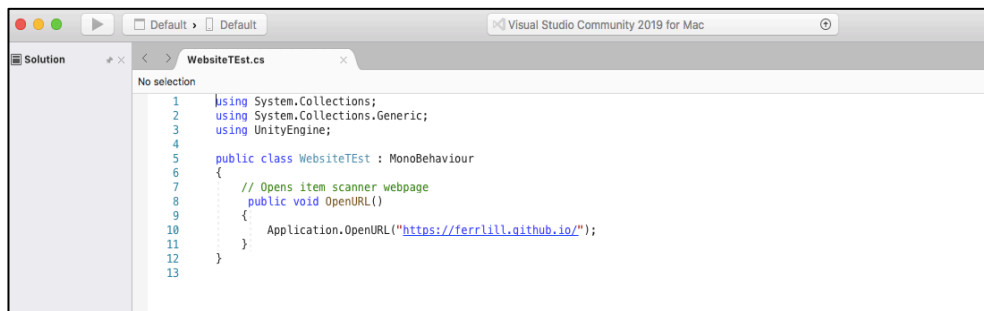 Default › Default
Visual Studio Community 2019 for Mac
Solution
WebsiteTEst.cs
No selection
1 using System.Collections;
2 using System.Collections.Generic;
3 using UnityEngine;
4
5 public class WebsiteTEst : MonoBehaviour
6 {
7 // Opens item scanner webpage
8 public void OpenURL()
9 {
10 Application.OpenURL("https://ferrlill.github.io/");
11 }
12 }
13